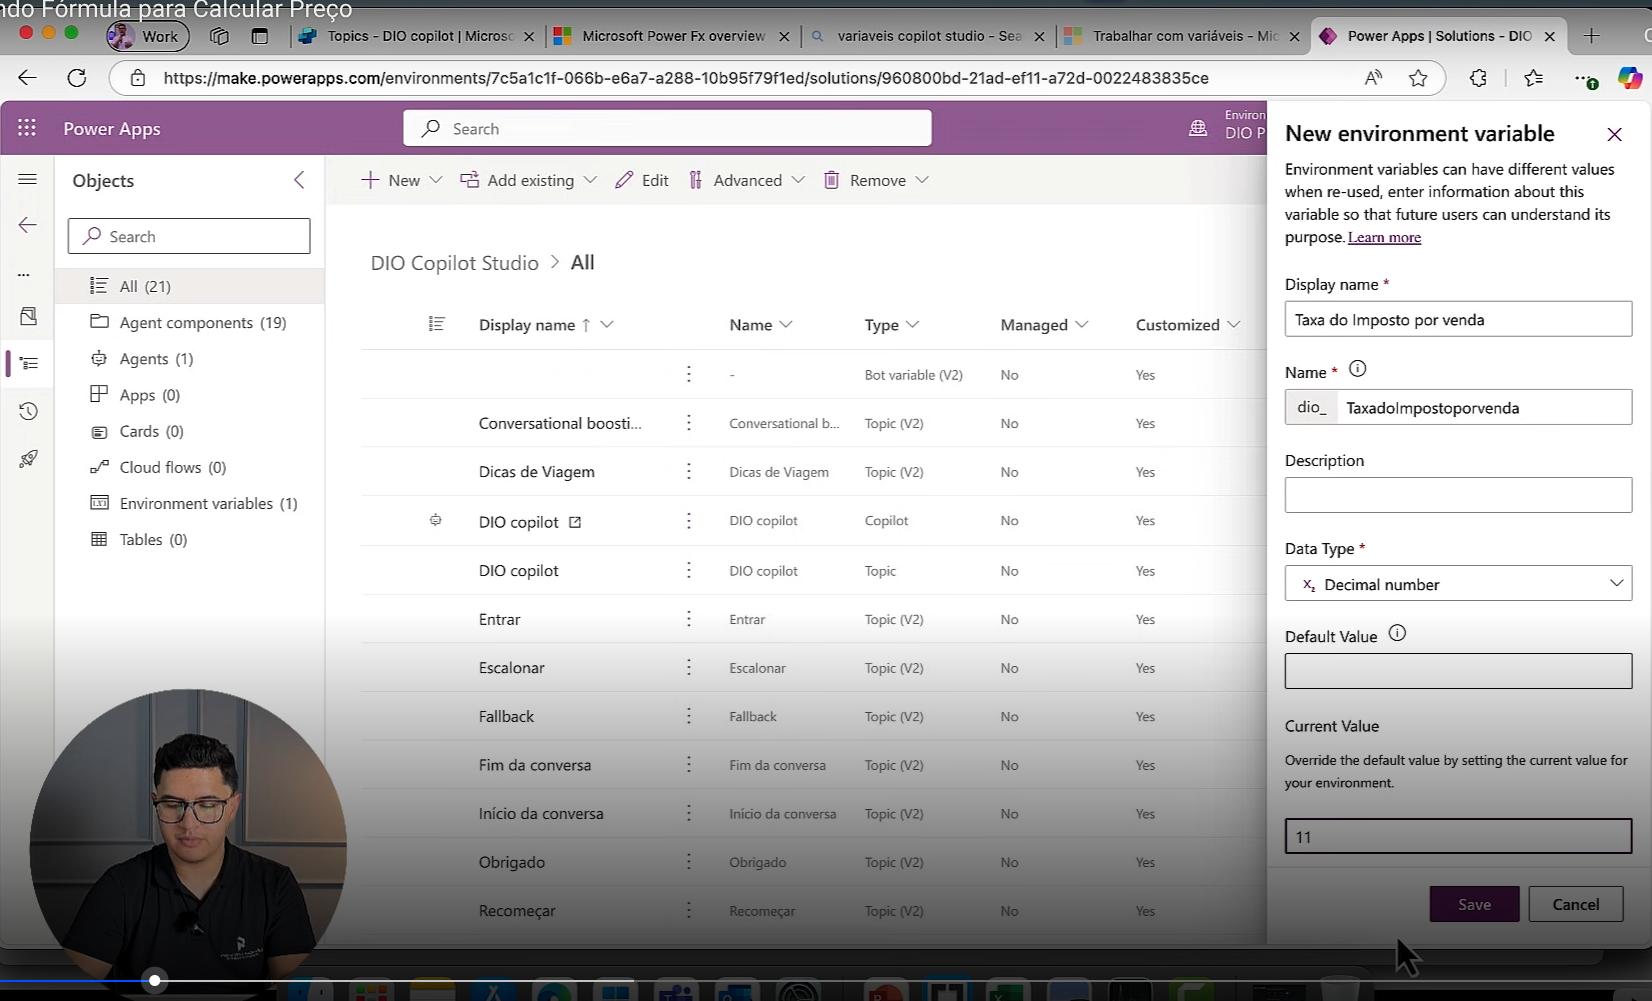 ndo Fórmula para Calcular Preço
Work
Topics - DIO copilot | Micros
Microsoft Power Fx overview
variaveis copilot studio - Sea
Trabalhar com variáveis - Mic
Power Apps | Solutions - DIO
https://make.powerapps.com/environments/7c5a1c1f-066b-e6a7-a288-10b95f79f1ed/solutions/960800bd-21ad-ef11-a72d-0022483835ce
Power Apps
Search
Environ
DIO P
Objects
Search
All (21)
Agent components (19)
Agents (1)
Apps (0)
Cards (0)
Cloud flows (0)
Environment variables (1)
Tables (0)
New
Add existing
Edit
Advanced
Remove
DIO Copilot Studio > All
Display name ↑ Name Type Managed Customized
- Bot variable (V2) No Yes
Conversational boosti... Conversational b... Topic (V2) No Yes
Dicas de Viagem Dicas de Viagem Topic (V2) No Yes
DIO copilot DIO copilot Copilot No Yes
DIO copilot DIO copilot Topic No Yes
Entrar Entrar Topic (V2) No Yes
Escalonar Escalonar Topic (V2) No Yes
Fallback Fallback Topic (V2) No Yes
Fim da conversa Fim da conversa Topic (V2) No Yes
Início da conversa Início da conversa Topic (V2) No Yes
Obrigado Obrigado Topic (V2) No Yes
Recomeçar Recomeçar Topic (V2) No Yes
New environment variable
Environment variables can have different values
when re-used, enter information about this
variable so that future users can understand its
purpose. Learn more
Display name *
Taxa do Imposto por venda
Name *
dio_ TaxadoImpostoporvenda
Description
Data Type *
Decimal number
Default Value
Current Value
Override the default value by setting the current value for
your environment.
11
Save
Cancel